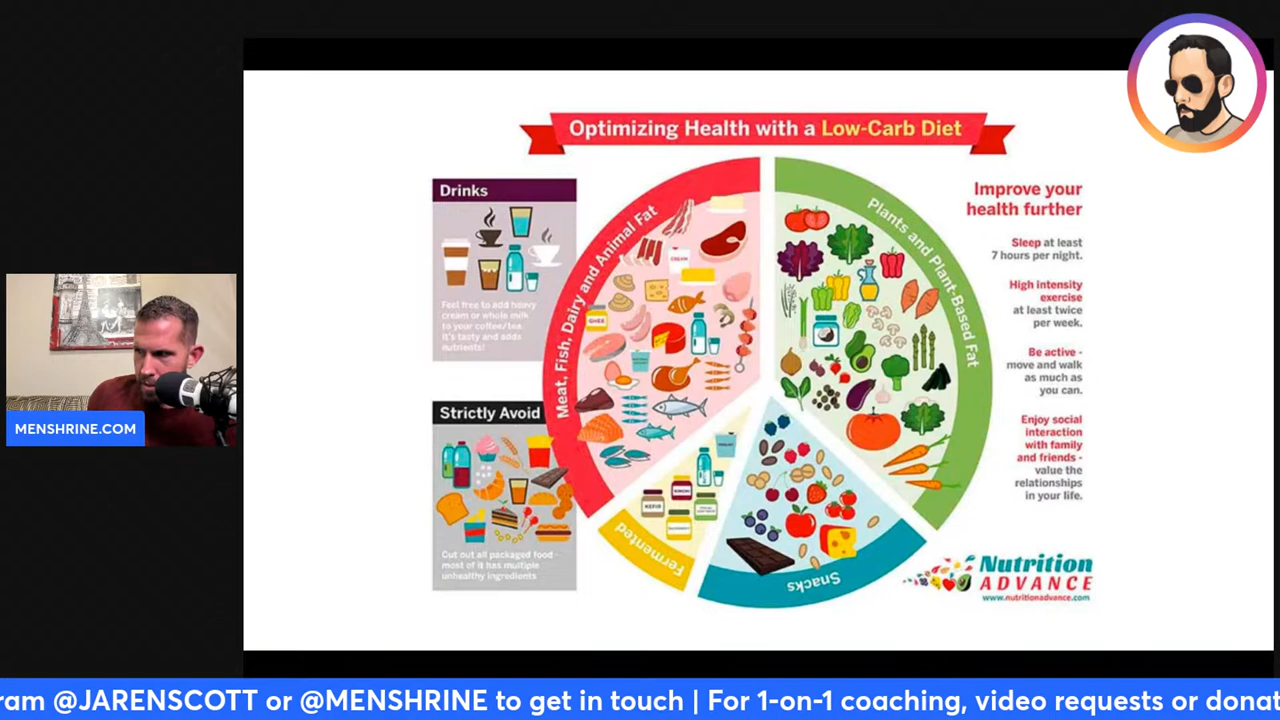 Optimizing Health with a Low-Carb Diet
Drinks
Feel free to add heavy
cream or whole milk
to your coffee/tea.
It's tasty and adds
nutrients!
Strictly Avoid
Cut out all packaged food -
most of it has multiple
unhealthy ingredients
Meat, Fish, Dairy and Animal Fat
CREAM
GHEE
Plants and Plant-Based Fat
Fermented
KEFIR
Snacks
Improve your
health further
Sleep at least
7 hours per night.
High intensity
exercise
at least twice
per week.
Be active -
move and walk
as much as
you can.
Enjoy social
interaction
with family
and friends -
value the
relationships
in your life.
Nutrition
ADVANCE
www.nutritionadvance.com
MENSHRINE.COM
ram @JARENSCOTT or @MENSHRINE to get in touch | For 1-on-1 coaching, video requests or donat